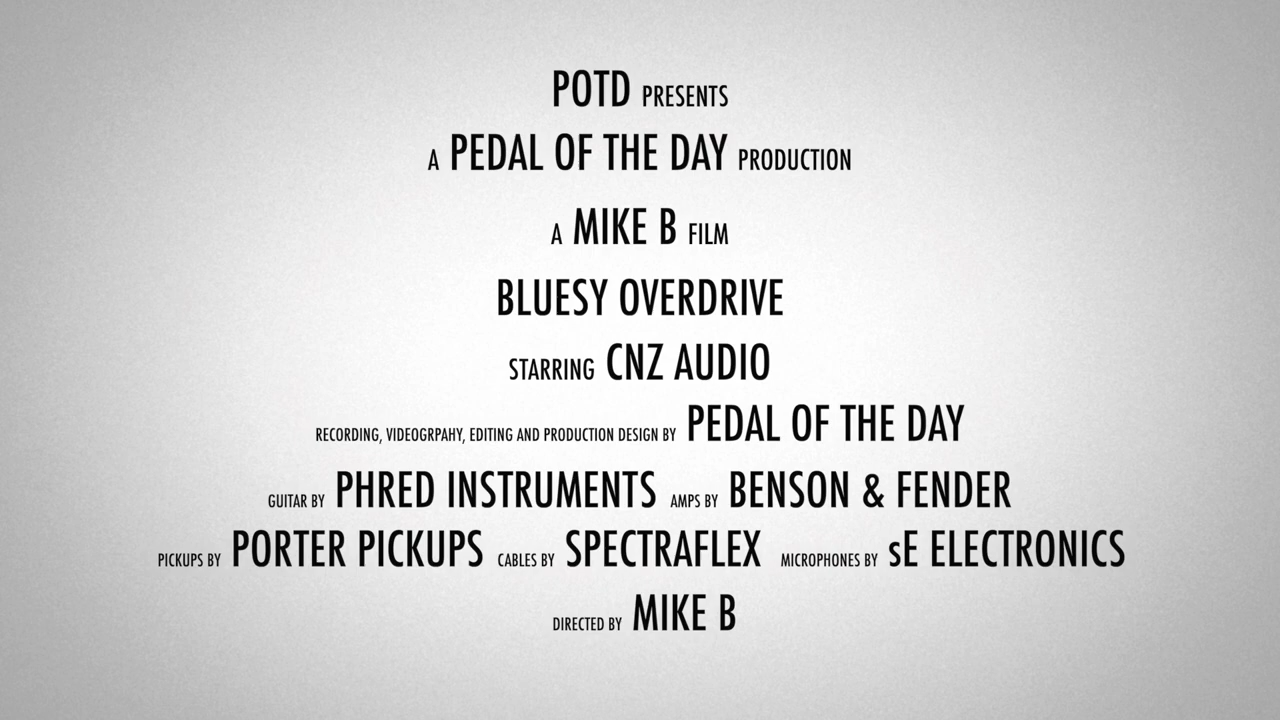 POTD PRESENTS
A PEDAL OF THE DAY PRODUCTION
A MIKE B FILM
BLUESY OVERDRIVE
STARRING CNZ AUDIO
RECORDING, VIDEOGRPAHY, EDITING AND PRODUCTION DESIGN BY PEDAL OF THE DAY
GUITAR BY PHRED INSTRUMENTS AMPS BY BENSON & FENDER
PICKUPS BY PORTER PICKUPS CABLES BY SPECTRAFLEX MICROPHONES BY sE ELECTRONICS
DIRECTED BY MIKE B